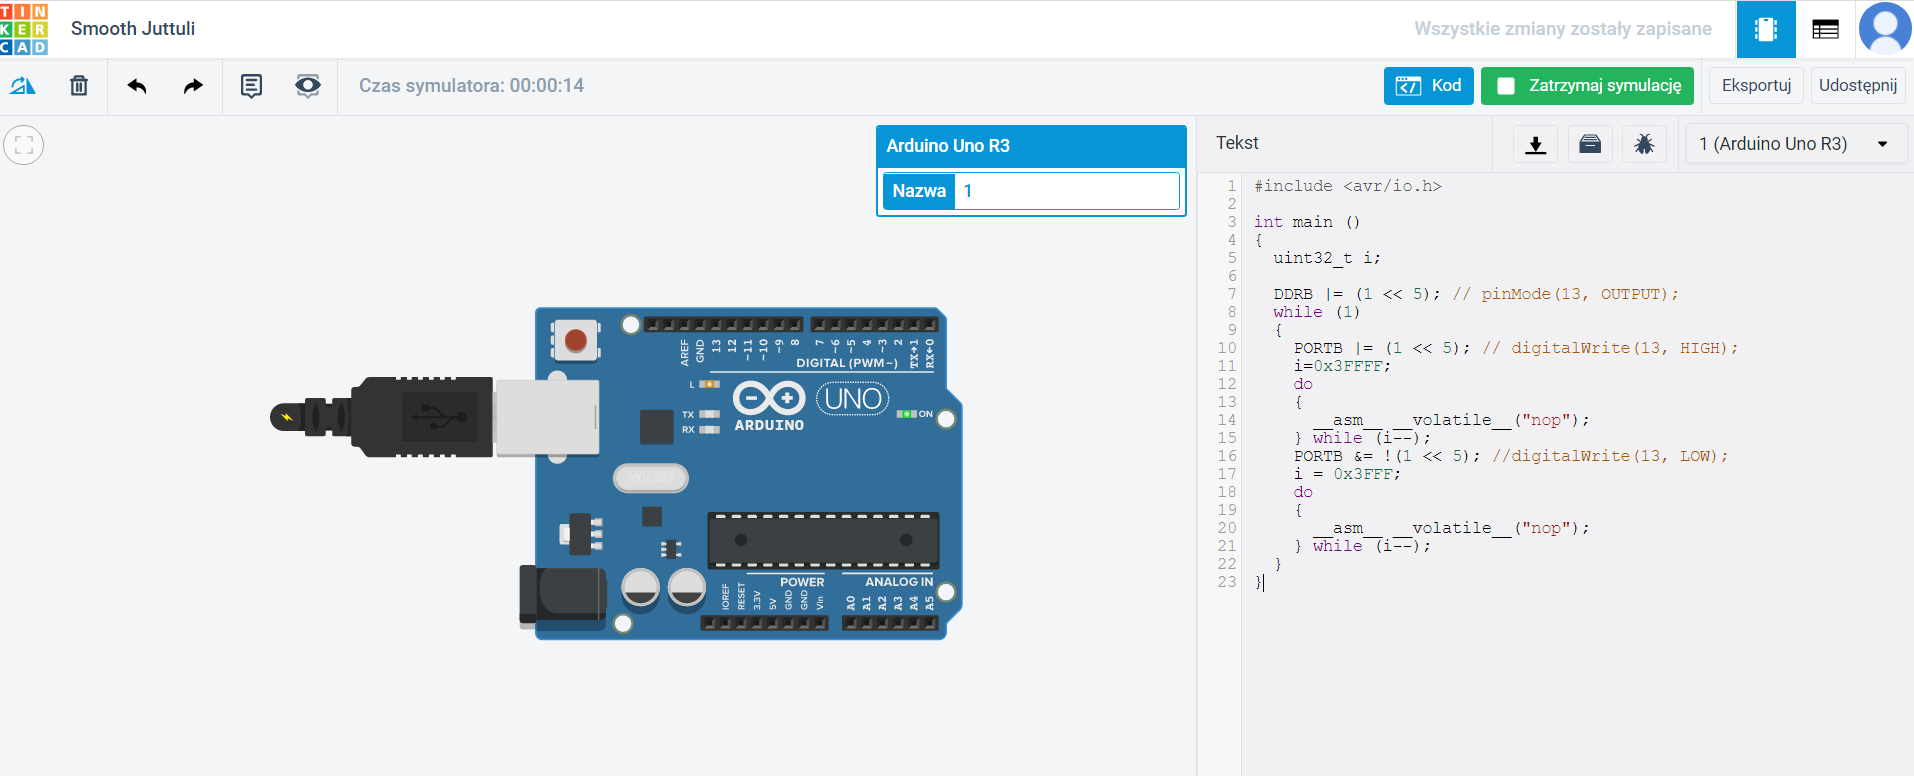 TIN
KER
CAD
Smooth Juttuli
Wszystkie zmiany zostały zapisane
Czas symulatora: 00:00:14
Kod
Zatrzymaj symulację
Eksportuj
Udostępnij
Arduino Uno R3
Nazwa 1
Tekst
1 (Arduino Uno R3)
1 #include <avr/io.h>
2
3 int main ()
4 {
5 uint32_t i;
6
7 DDRB |= (1 << 5); // pinMode(13, OUTPUT);
8 while (1)
9 {
10 PORTB |= (1 << 5); // digitalWrite(13, HIGH);
11 i=0x3FFFF;
12 do
13 {
14 __asm__ __volatile__("nop");
15 } while (i--);
16 PORTB &= !(1 << 5); //digitalWrite(13, LOW);
17 i = 0x3FFF;
18 do
19 {
20 __asm__ __volatile__("nop");
21 } while (i--);
22 }
23 }
AREF GND 13 12 ~11 ~10 ~9 8 7 ~6 ~5 4 ~3 2 TX→1 RX←0
DIGITAL (PWM~)
L
TX
RX
UNO
ARDUINO
ON
POWER
ANALOG IN
IOREF RESET 3.3V 5V GND GND Vin A0 A1 A2 A3 A4 A5